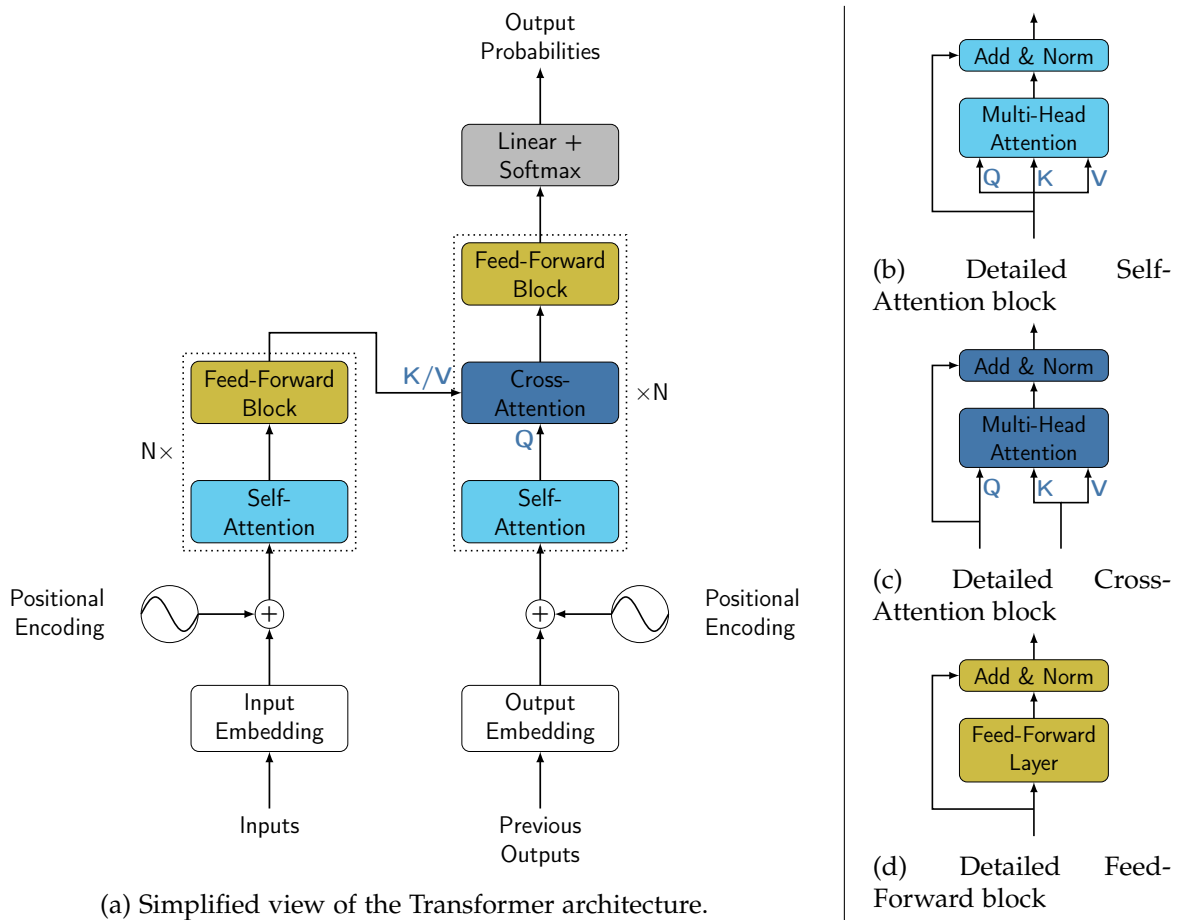 Output
Probabilities
Linear +
Softmax
Feed-Forward
Block
K/V
Cross-
Attention
×N
Q
Feed-Forward
Block
N×
Self-
Attention
Self-
Attention
Positional
Encoding
+
+
Positional
Encoding
Input
Embedding
Output
Embedding
Inputs
Previous
Outputs
(a) Simplified view of the Transformer architecture.
Add & Norm
Multi-Head
Attention
Q K V
(b) Detailed Self-
Attention block
Add & Norm
Multi-Head
Attention
Q K V
(c) Detailed Cross-
Attention block
Add & Norm
Feed-Forward
Layer
(d) Detailed Feed-
Forward block